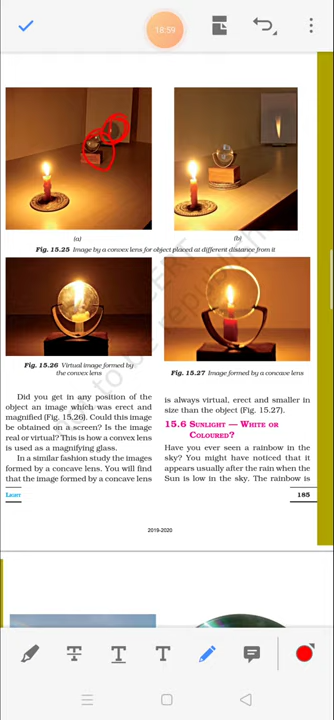 18:59
(a)
(b)
Fig. 15.25 Image by a convex lens for object placed at different distance from it
Fig. 15.26 Virtual image formed by
the convex lens
Fig. 15.27 Image formed by a concave lens
Did you get in any position of the
object an image which was erect and
magnified (Fig. 15.26). Could this image
be obtained on a screen? Is the image
real or virtual? This is how a convex lens
is used as a magnifying glass.
In a similar fashion study the images
formed by a concave lens. You will find
that the image formed by a concave lens
is always virtual, erect and smaller in
size than the object (Fig. 15.27).
15.6 SUNLIGHT — WHITE OR
COLOURED?
Have you ever seen a rainbow in the
sky? You might have noticed that it
appears usually after the rain when the
Sun is low in the sky. The rainbow is
LIGHT
185
2019-2020